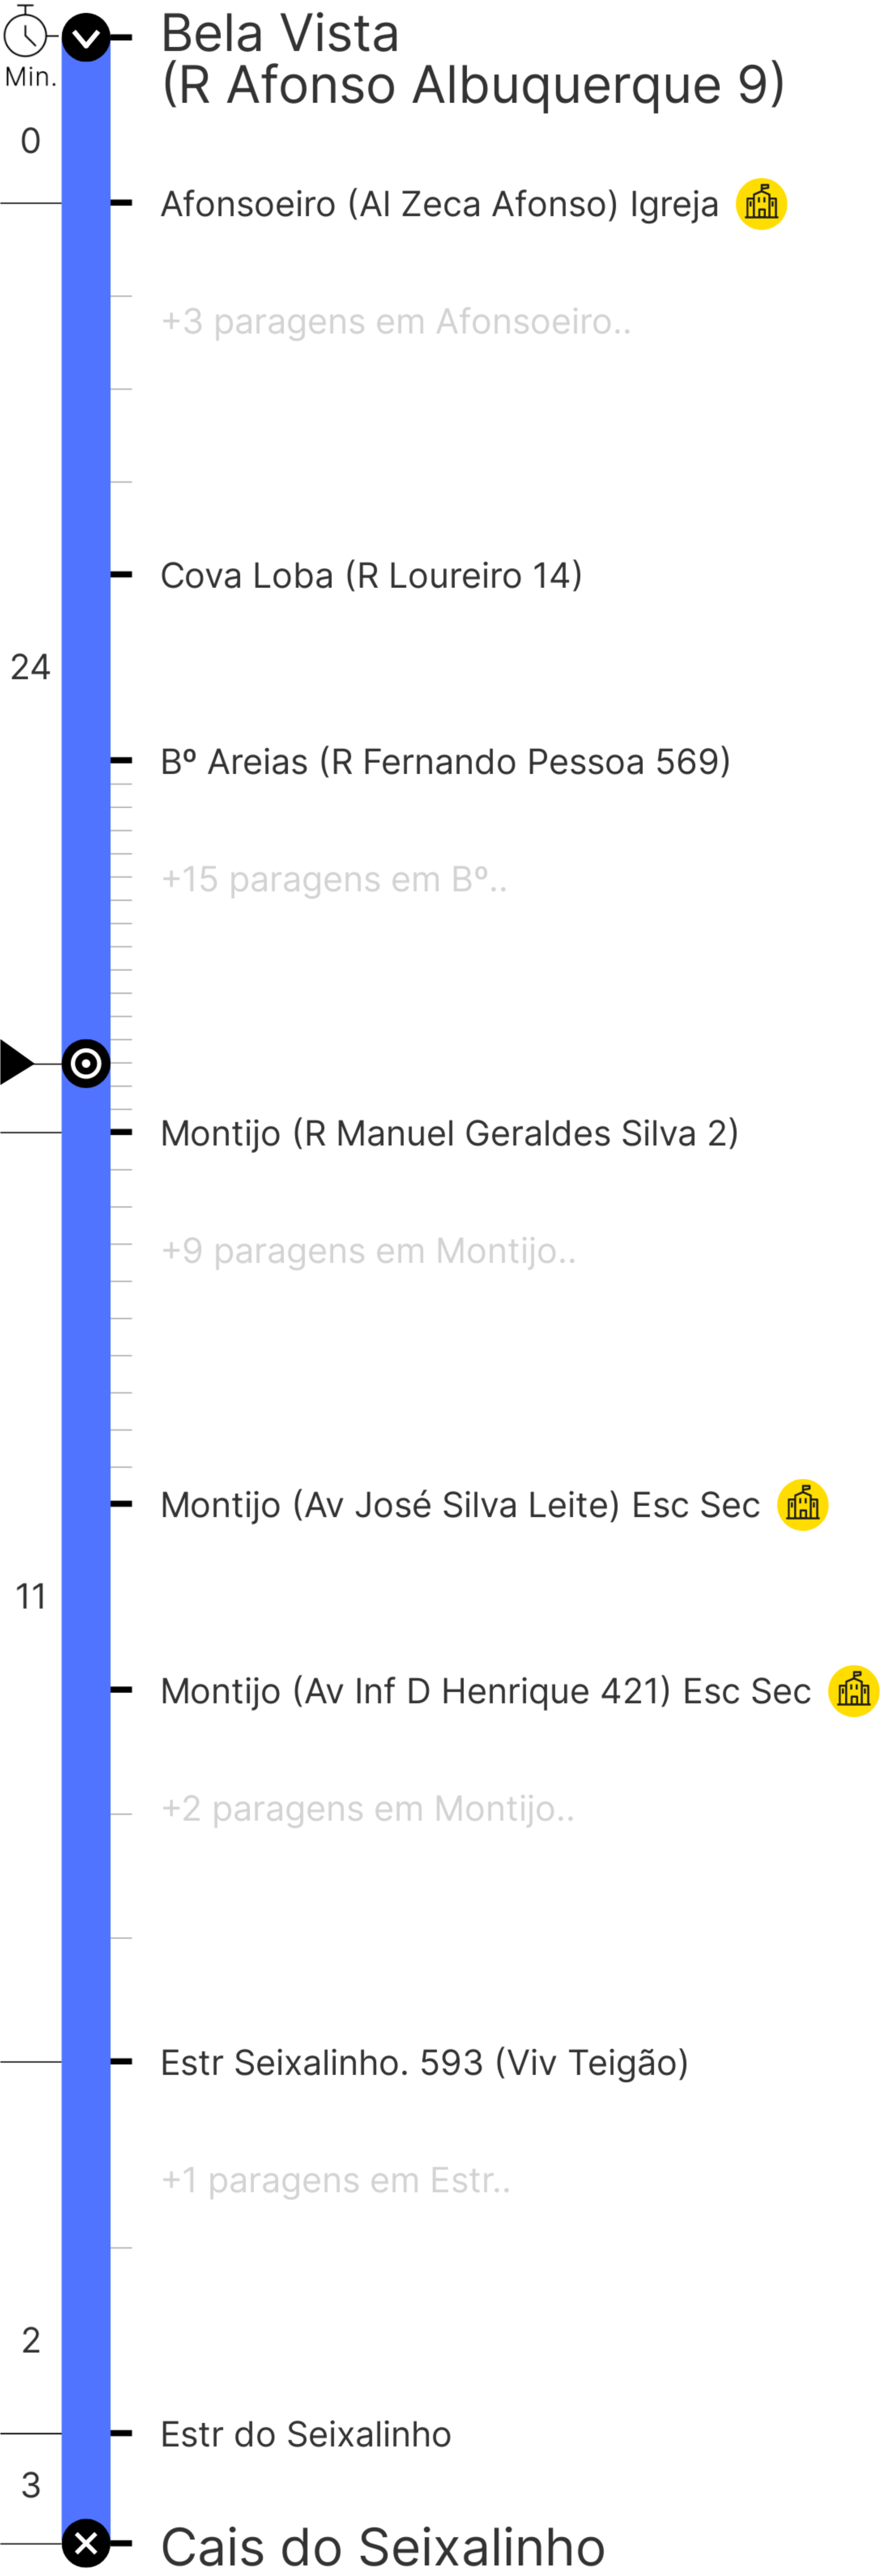 Min.
Bela Vista
(R Afonso Albuquerque 9)
0
Afonsoeiro (Al Zeca Afonso) Igreja
+3 paragens em Afonsoeiro..
Cova Loba (R Loureiro 14)
24
Bº Areias (R Fernando Pessoa 569)
+15 paragens em Bº..
Montijo (R Manuel Geraldes Silva 2)
+9 paragens em Montijo..
Montijo (Av José Silva Leite) Esc Sec
11
Montijo (Av Inf D Henrique 421) Esc Sec
+2 paragens em Montijo..
Estr Seixalinho. 593 (Viv Teigão)
+1 paragens em Estr..
2
Estr do Seixalinho
3
Cais do Seixalinho